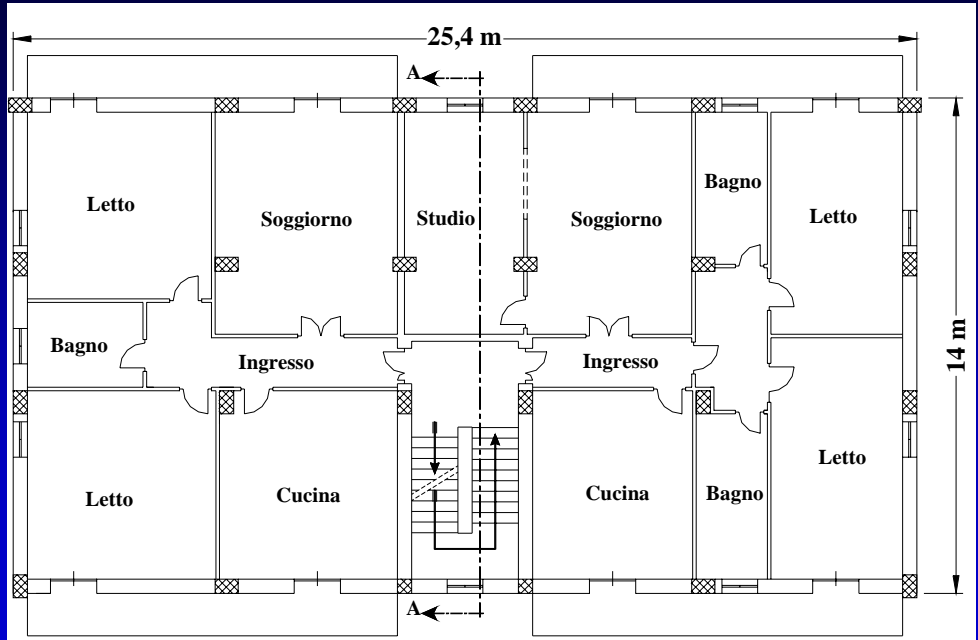 25,4 m
A
Letto
Soggiorno
Studio
Soggiorno
Bagno
Letto
14 m
Bagno
Ingresso
Ingresso
Letto
Cucina
Cucina
Bagno
Letto
A